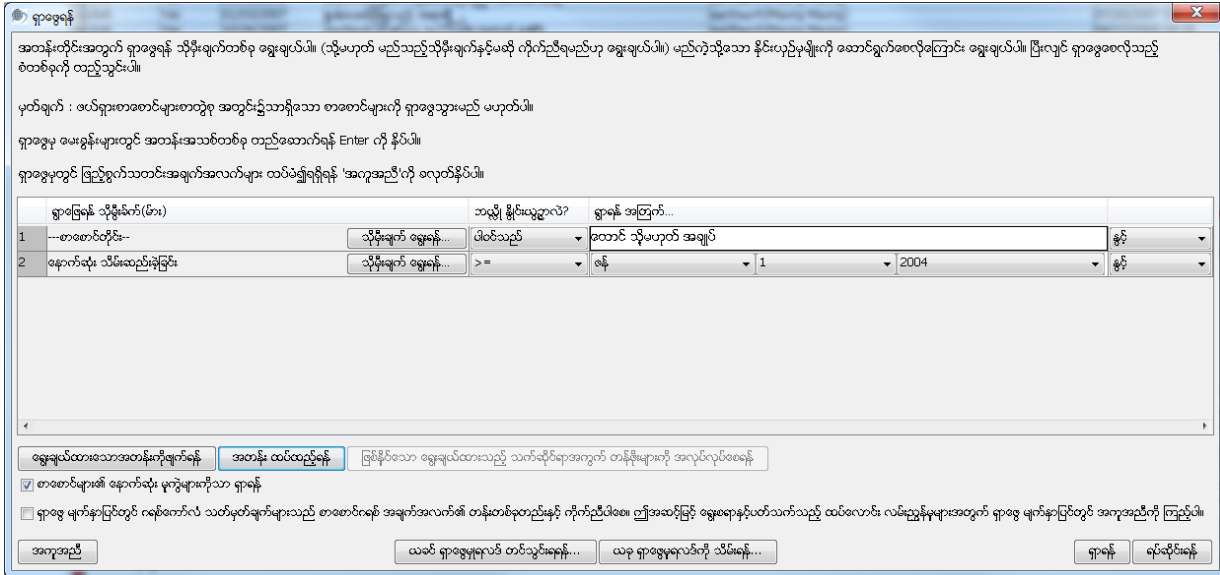 ရှာဖွေရန်
အတန်းတိုင်းအတွက် ရှာဖွေရန် သိုမှီးချက်တစ်ခု ရွေးချယ်ပါ။ (သို့မဟုတ် မည်သည့်သိုမှီးချက်နှင့်မဆို ကိုက်ညီရမည်ဟု ရွေးချယ်ပါ။) မည်ကဲ့သို့သော နှိုင်းယှဉ်မှုမျိုးကို ဆောင်ရွက်စေလိုကြောင်း ရွေးချယ်ပါ။ ပြီးလျှင် ရှာဖွေစေလိုသည့်
စံတစ်ခုကို ထည့်သွင်းပါ။
မှတ်ချက် : ဖယ်ရှားစာစောင်များစာတွဲစု အတွင်း၌သာရှိသော စာစောင်များကို ရှာဖွေသွားမည် မဟုတ်ပါ။
ရှာဖွေမှု မေးခွန်းများတွင် အတန်းအသစ်တစ်ခု တည်ဆောက်ရန် Enter ကို နှိပ်ပါ။
ရှာဖွေမှုတွင် ဖြည့်စွက်သတင်းအချက်အလက်များ ထပ်မံ၍ရရှိရန် 'အကူအညီ'ကို ခလုတ်နှိပ်ပါ။
ရှာဖြေရန် သိုမှီးခ်က်(မ်ား) ဘယ္လို နှိုင်းယွဥ္မာလဲ? ရွာရန် အတြက်...
1 ---စာစောင်တိုင်း-- သိုမှီးချက် ရွေးရန်... ပါဝင်သည် ထောင် သို့မဟုတ် အချုပ် နှင့်
2 နောက်ဆုံး သိမ်းဆည်းခဲ့ခြင်း သိုမှီးချက် ရွေးရန်... >= ဇန် 1 2004 နှင့်
ရွေးချယ်ထားသောအတန်းကိုဖျက်ရန် အတန်း ထပ်ထည့်ရန် ဖြစ်နိုင်သော ရွေးချယ်ထားသည့် သက်ဆိုင်ရာအကွက် တန်ဖိုးများကို အလုပ်လုပ်စေရန်
စာစောင်များ၏ နောက်ဆုံး မူကွဲများကိုသာ ရှာရန်
ရှာဖွေ မျက်နှာပြင်တွင် ဂရစ်ကော်လံ သတ်မှတ်ချက်များသည် စာစောင်ဂရစ် အချက်အလက်၏ တန်းတစ်ခုတည်းနှင့် ကိုက်ညီပါစေ။ ဤအဆင့်မြင့် ရွေးစရာနှင့်ပတ်သက်သည့် ထပ်လောင်း လမ်းညွှန်မှုများအတွက် ရှာဖွေ မျက်နှာပြင်တွင် အကူအညီကို ကြည့်ပါ။
အကူအညီ ယခင် ရှာဖွေမှုရလဒ် တင်သွင်းရရန်... ယခု ရှာဖွေမှုရလဒ်ကို သိမ်းရန်... ရှာရန် ရပ်ဆိုင်းရန်